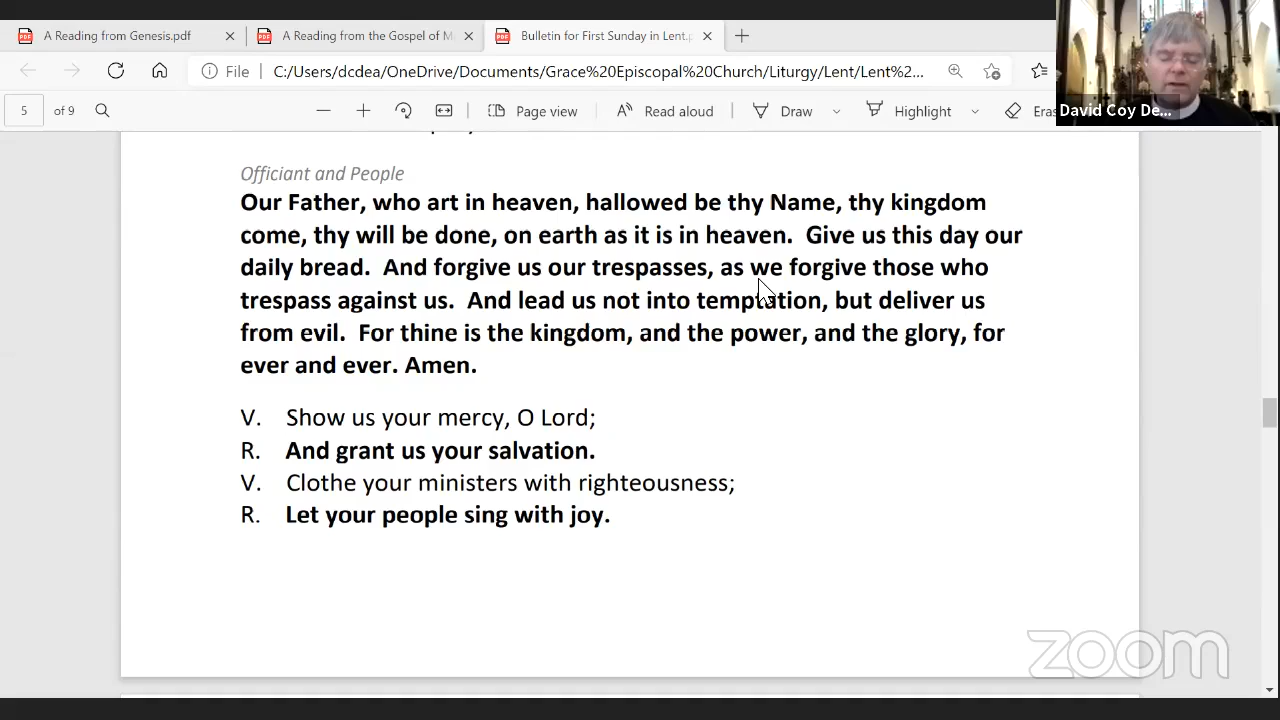 A Reading from Genesis.pdf
A Reading from the Gospel of M
Bulletin for First Sunday in Lent.p
File
C:/Users/dcdea/OneDrive/Documents/Grace%20Episcopal%20Church/Liturgy/Lent/Lent%2...
5 of 9
Page view
Read aloud
Draw
Highlight
Eras
David Coy De...
Officiant and People
Our Father, who art in heaven, hallowed be thy Name, thy kingdom
come, thy will be done, on earth as it is in heaven.  Give us this day our
daily bread.  And forgive us our trespasses, as we forgive those who
trespass against us.  And lead us not into temptation, but deliver us
from evil.  For thine is the kingdom, and the power, and the glory, for
ever and ever. Amen.
V. Show us your mercy, O Lord;
R. And grant us your salvation.
V. Clothe your ministers with righteousness;
R. Let your people sing with joy.
zoom